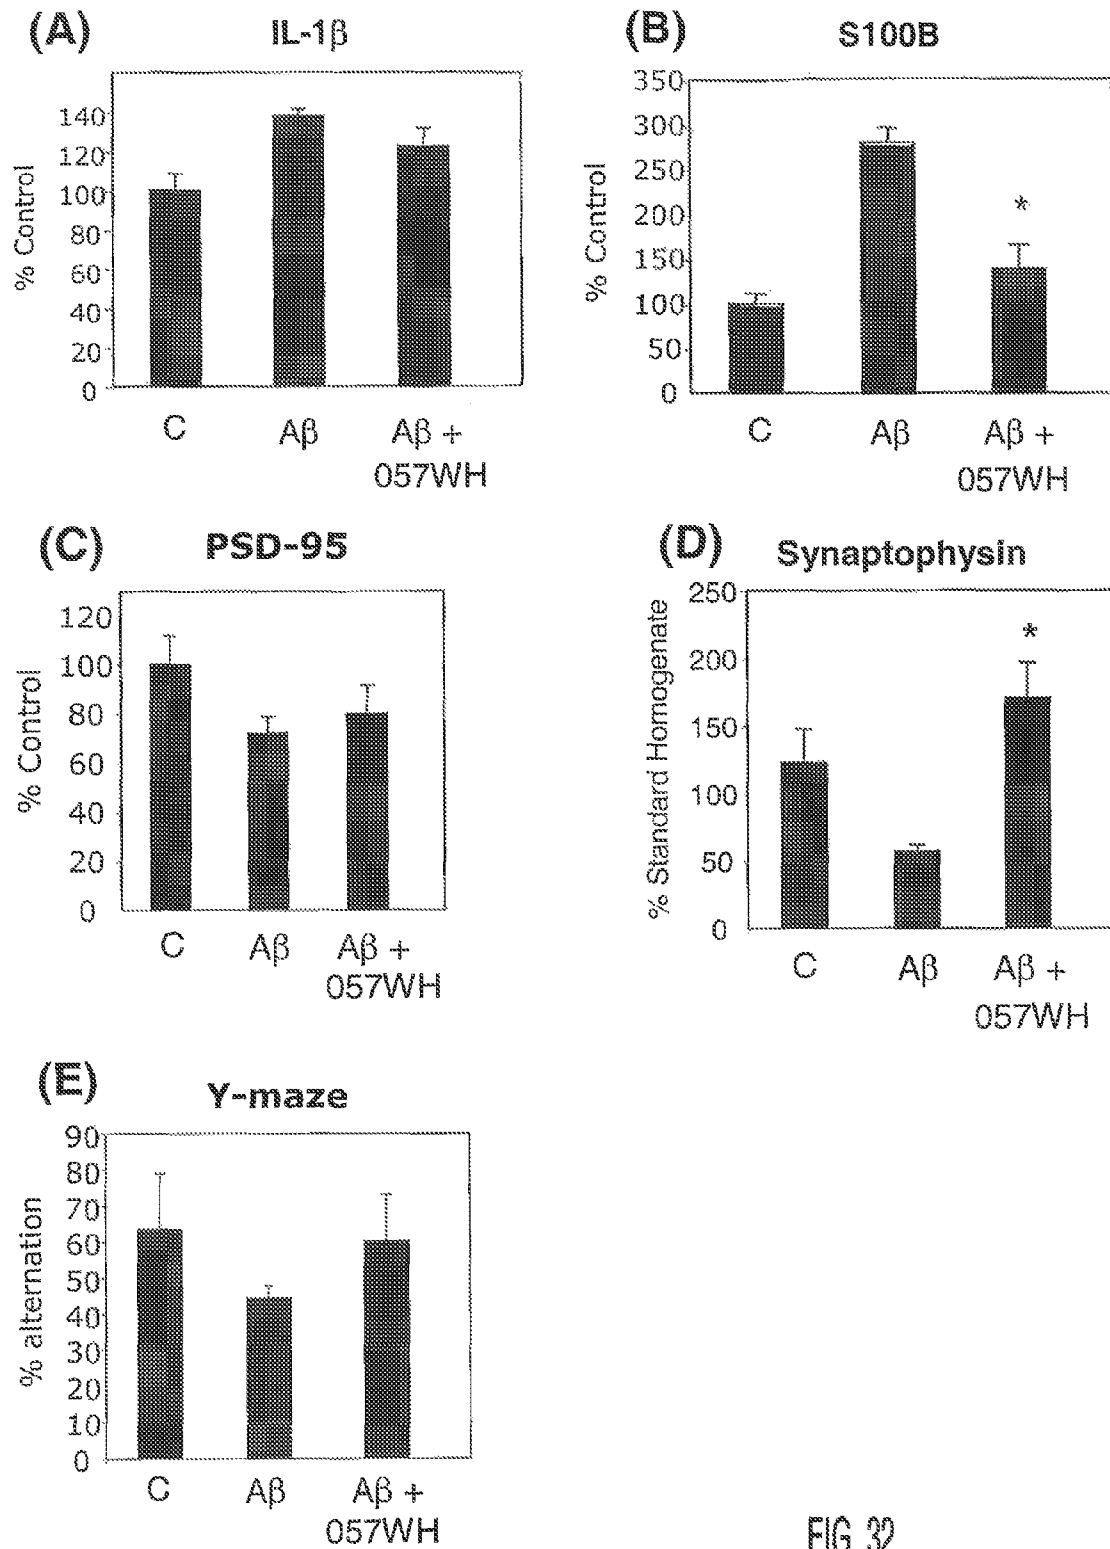 (A) IL-1β
% Control
140
120
100
80
60
40
20
0
C Aβ Aβ +
057WH
(B) S100B
% Control
350
300
250
200
150
100
50
0
*
C Aβ Aβ +
057WH
(C) PSD-95
% Control
120
100
80
60
40
20
0
C Aβ Aβ +
057WH
(D) Synaptophysin
% Standard Homogenate
250
200
150
100
50
0
*
C Aβ Aβ +
057WH
(E) Y-maze
% alternation
90
80
70
60
50
40
30
20
10
0
C Aβ Aβ +
057WH
FIG. 32